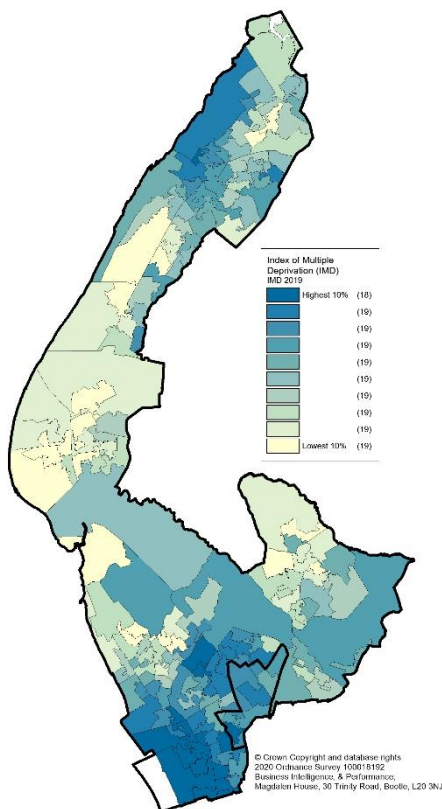 Index of Multiple
Deprivation (IMD)
IMD 2019
Highest 10% (18)
(19)
(19)
(19)
(19)
(19)
(19)
(19)
(19)
Lowest 10% (19)
© Crown Copyright and database rights
2020 Ordnance Survey 100018192
Business Intelligence, & Performance,
Magdalen House, 30 Trinity Road, Bootle, L20 3NJ